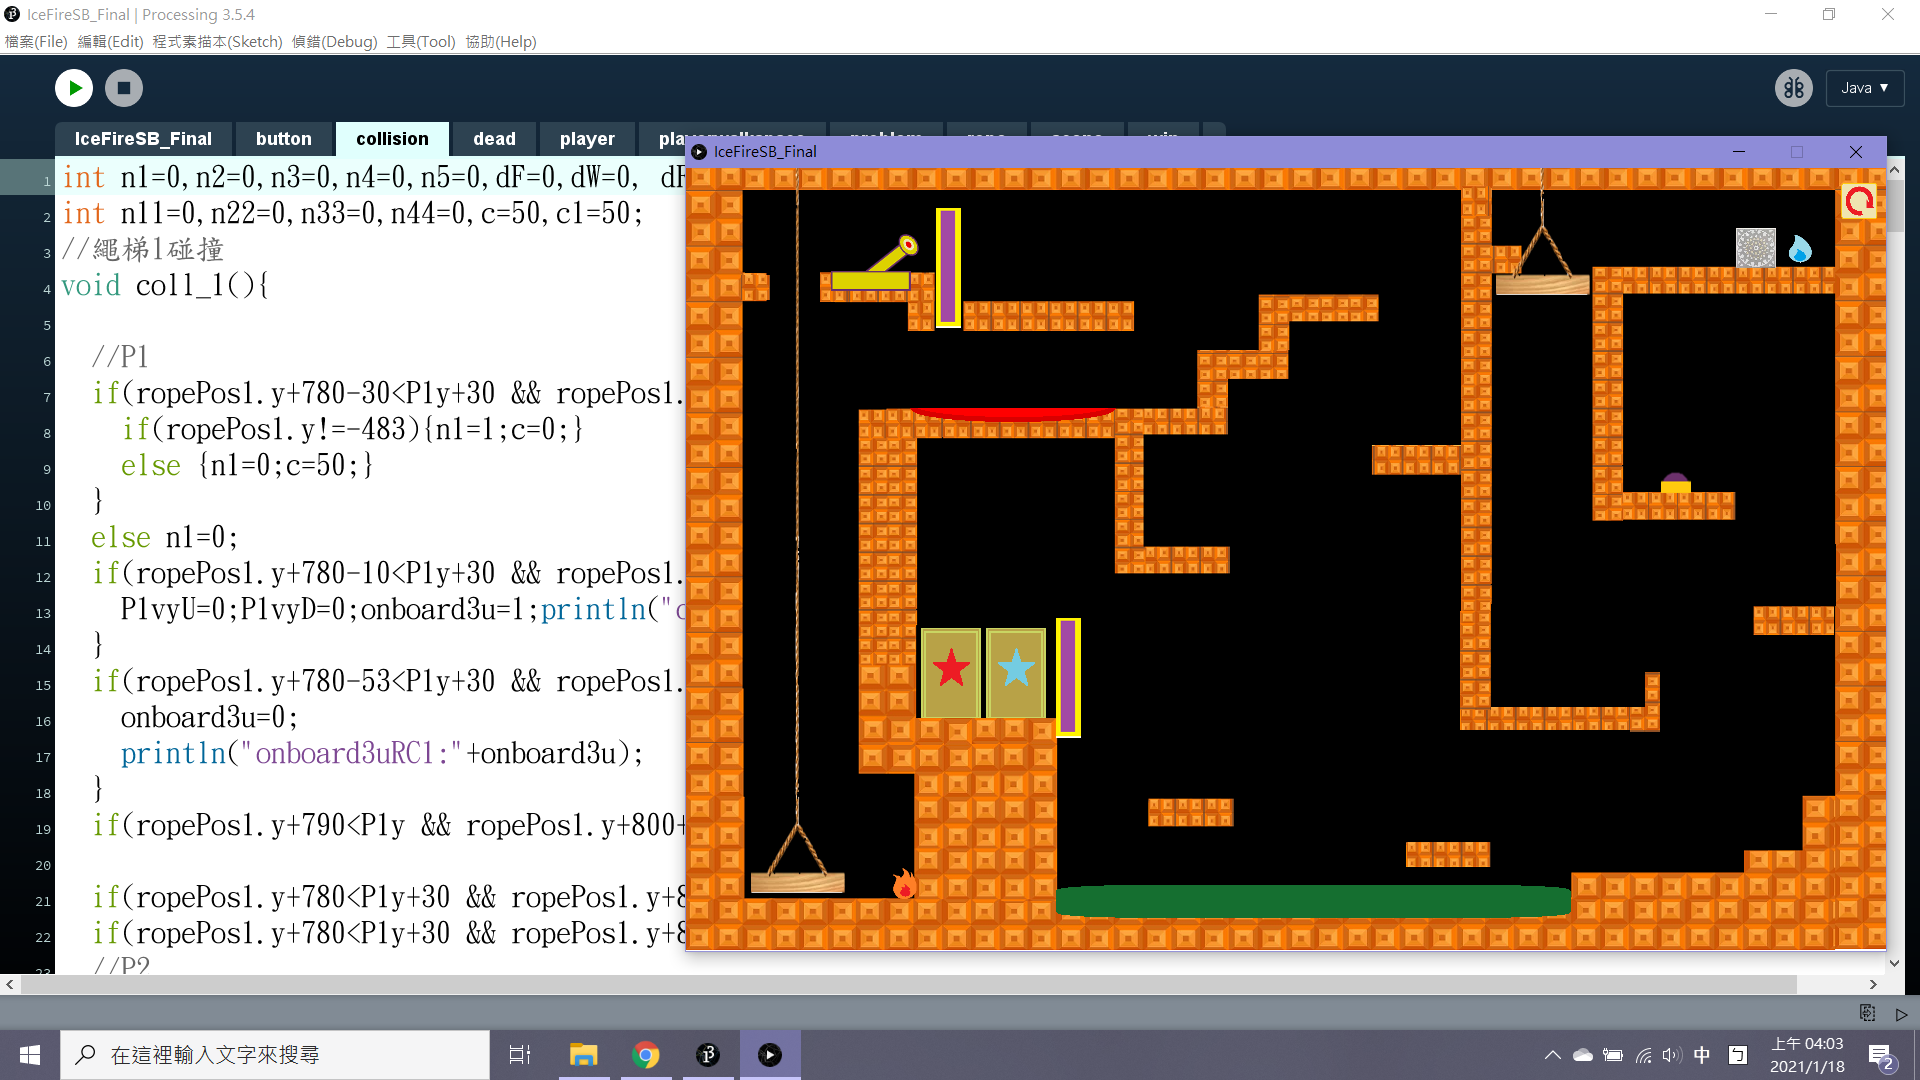 IceFireSB_Final | Processing 3.5.4
檔案(File) 編輯(Edit) 程式素描本(Sketch) 偵錯(Debug) 工具(Tool) 協助(Help)
Java ▼
IceFireSB_Final button collision dead player
IceFireSB_Final
1 int n1=0,n2=0,n3=0,n4=0,n5=0,dF=0,dW=0,
2 int n11=0,n22=0,n33=0,n44=0,c=50,c1=50;
3 //繩梯1碰撞
4 void coll_1(){
5
6 //P1
7 if(ropePos1.y+780-30<P1y+30 && ropePos1.
8 if(ropePos1.y!=-483){n1=1;c=0;}
9 else {n1=0;c=50;}
10 }
11 else n1=0;
12 if(ropePos1.y+780-10<P1y+30 && ropePos1.
13 P1vyU=0;P1vyD=0;onboard3u=1;println("
14 }
15 if(ropePos1.y+780-53<P1y+30 && ropePos1.
16 onboard3u=0;
17 println("onboard3uRC1:"+onboard3u);
18 }
19 if(ropePos1.y+790<P1y && ropePos1.y+800+
20
21 if(ropePos1.y+780<P1y+30 && ropePos1.y+8
22 if(ropePos1.y+780<P1y+30 && ropePos1.y+8
23 //P2
在這裡輸入文字來搜尋
中
上午 04:03
2021/1/18
2